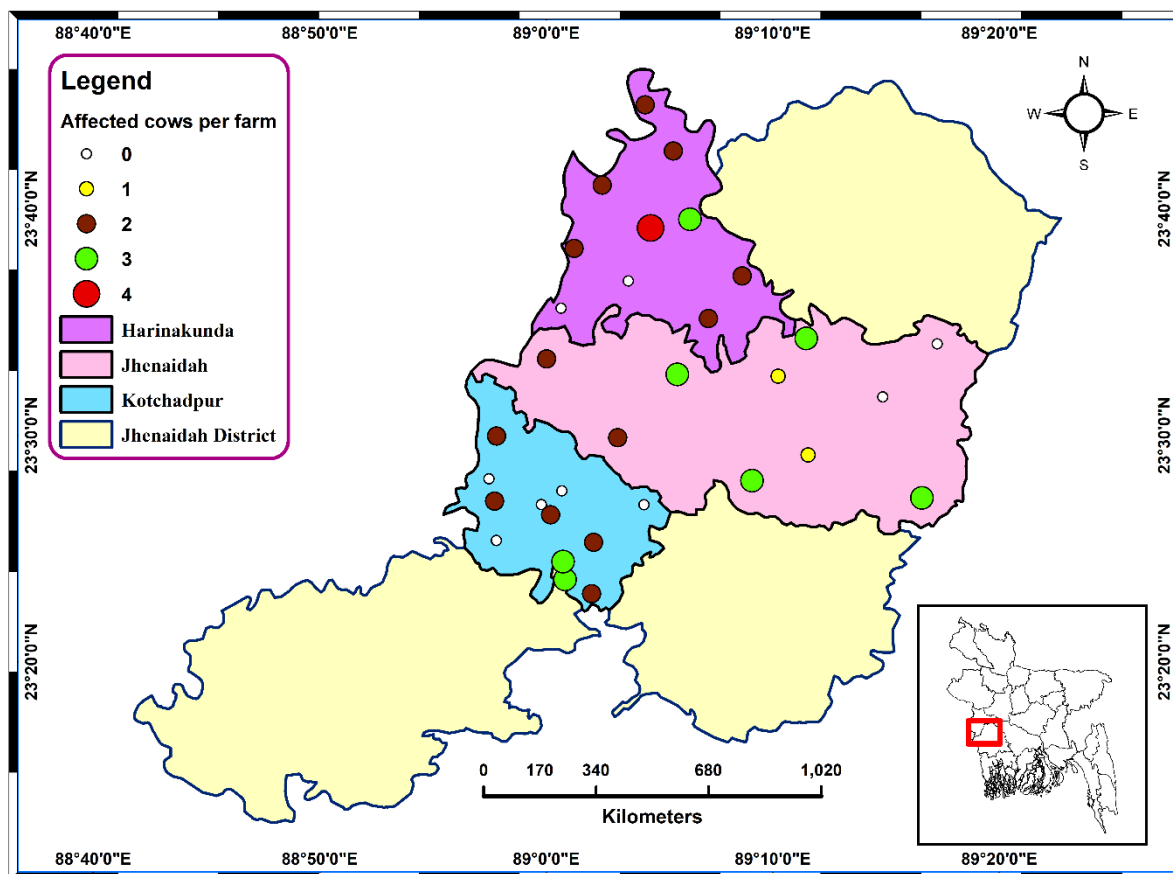 88°40'0"E 88°50'0"E 89°0'0"E 89°10'0"E 89°20'0"E
Legend
Affected cows per farm
0
1
2
3
4
Harinakunda
Jhenaidah
Kotchadpur
Jhenaidah District
N
W E
S
23°40'0"N 23°40'0"N
23°30'0"N 23°30'0"N
23°20'0"N 23°20'0"N
0 170 340 680 1,020
Kilometers
88°40'0"E 88°50'0"E 89°0'0"E 89°10'0"E 89°20'0"E